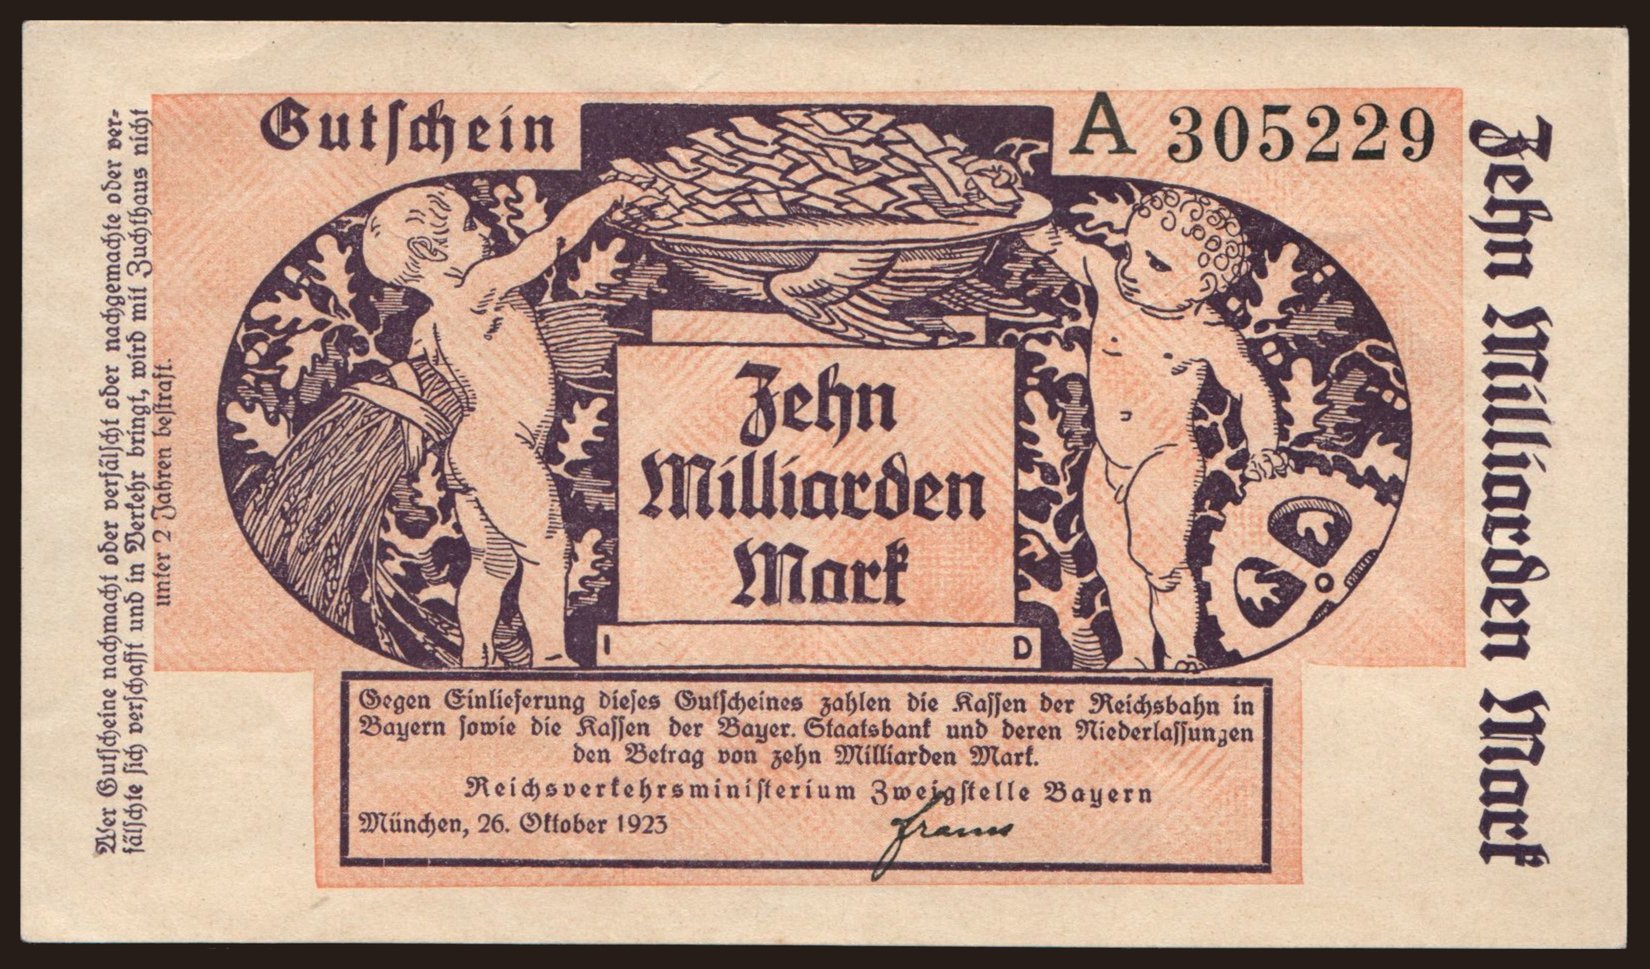 Gutschein
A 305229
Zehn
Milliarden
Mark
I D
Gegen Einlieferung dieses Gutscheines zahlen die Kassen der Reichsbahn in
Bayern sowie die Kassen der Bayer. Staatsbank und deren Niederlassungen
den Betrag von zehn Milliarden Mark.
Reichsverkehrsministerium Zweigstelle Bayern
München, 26. Oktober 1923
Wer Gutscheine nachmacht oder verfälscht oder nachgemachte oder ver-
fälschte sich verschafft und in Verkehr bringt, wird mit Zuchthaus nicht
unter 2 Jahren bestraft.
Zehn Milliarden Mark